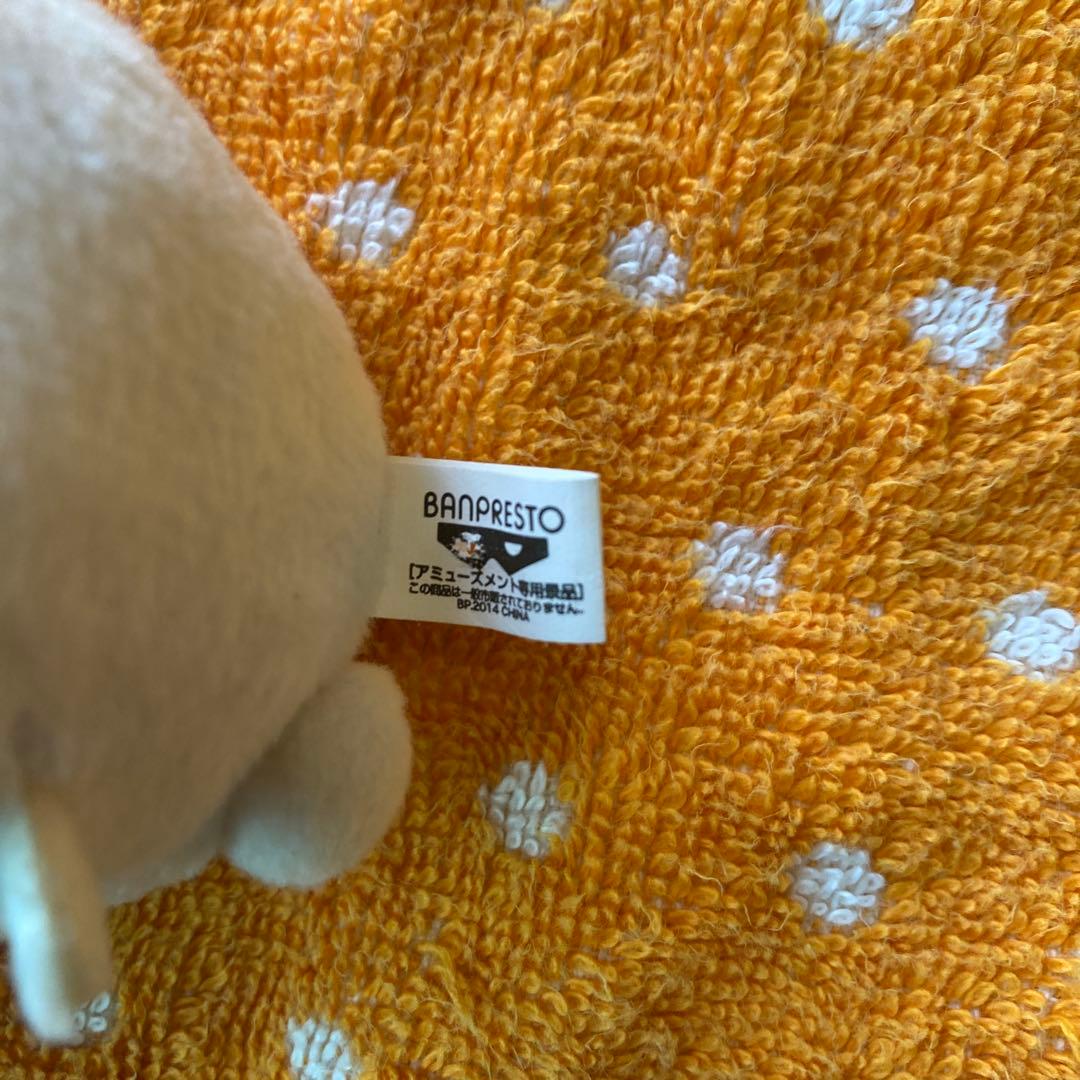 BANPRESTO
[アミューズメント専用景品]
この商品は一般市販されておりません。
BP.2014 CHINA